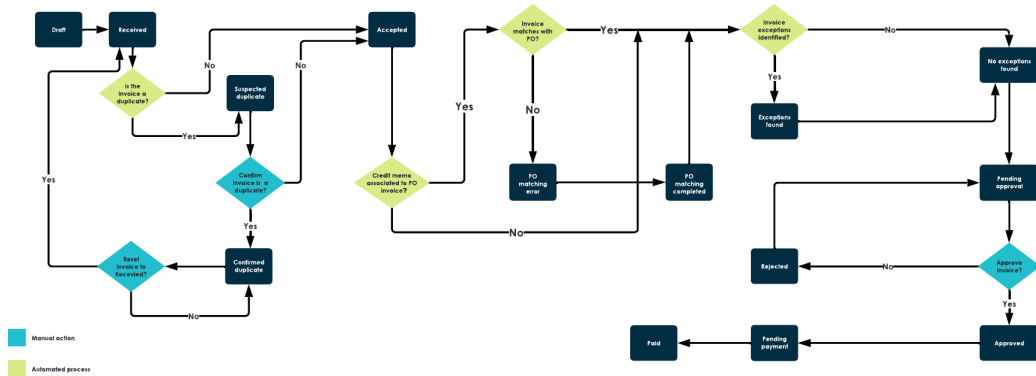 Draft
Received
Is the
invoice a
duplicate?
No
Yes
Suspected
duplicate
Confirm
invoice is a
duplicate?
No
Yes
Confirmed
duplicate
Reset
invoice to
Recevied?
Yes
No
Accepted
Credit memo
associated to PO
invoice?
Yes
No
Invoice
matches with
PO?
Yes
No
PO
matching
error
PO
matching
completed
Invoice
exceptions
identified?
No
Yes
Exceptions
found
No exceptions
found
Pending
approval
Approve
invoice?
No
Rejected
Yes
Approved
Pending
payment
Paid
Manual action
Automated process